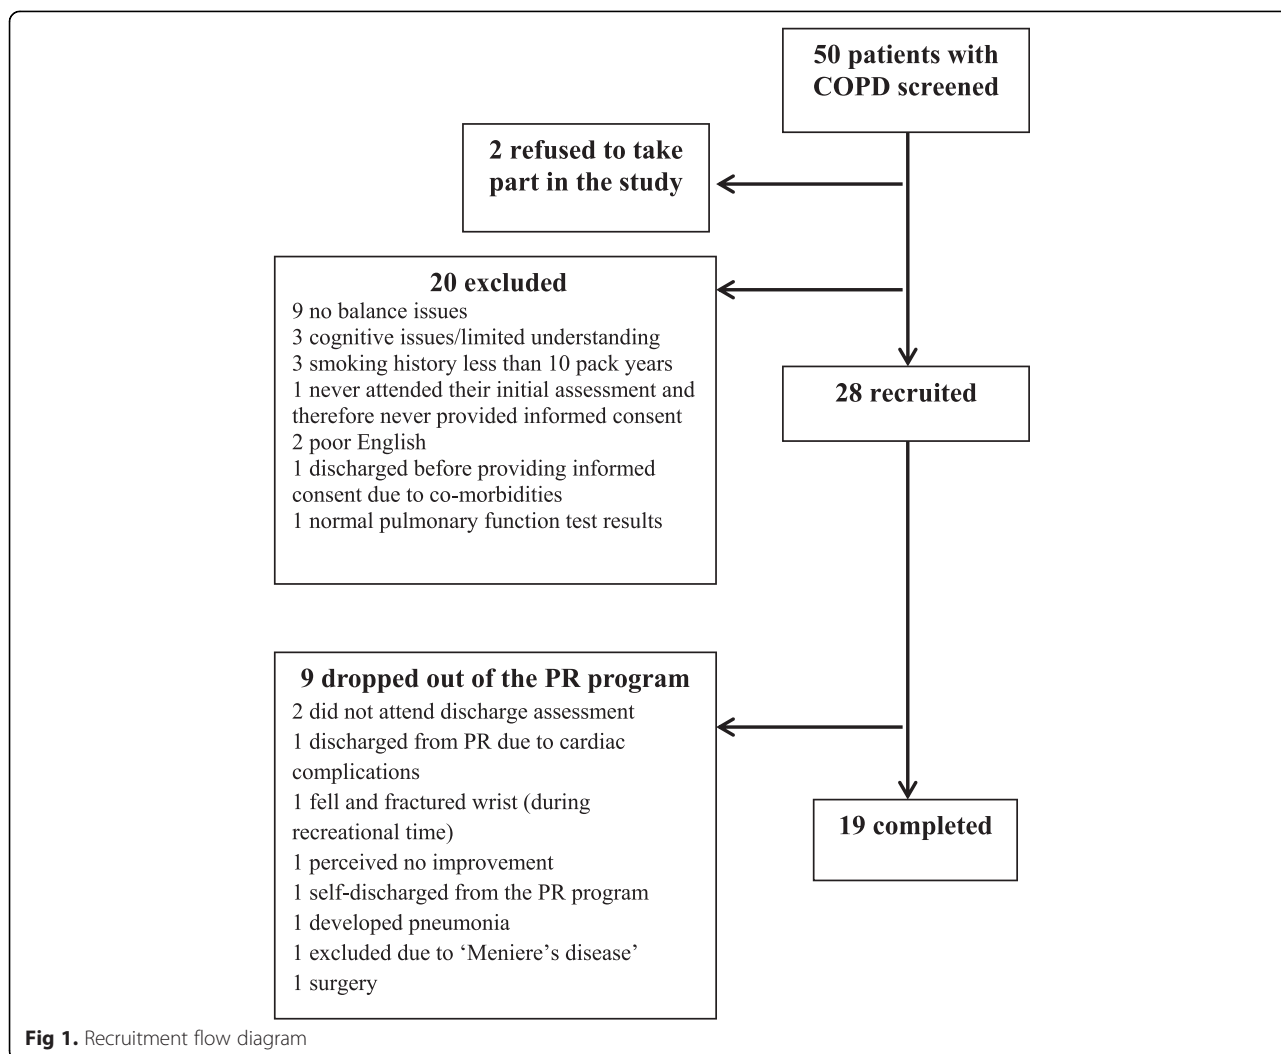 50 patients with
COPD screened
2 refused to take
part in the study
20 excluded
9 no balance issues
3 cognitive issues/limited understanding
3 smoking history less than 10 pack years
1 never attended their initial assessment and
therefore never provided informed consent
2 poor English
1 discharged before providing informed
consent due to co-morbidities
1 normal pulmonary function test results
28 recruited
9 dropped out of the PR program
2 did not attend discharge assessment
1 discharged from PR due to cardiac
complications
1 fell and fractured wrist (during
recreational time)
1 perceived no improvement
1 self-discharged from the PR program
1 developed pneumonia
1 excluded due to ‘Meniere’s disease’
1 surgery
19 completed
Fig 1. Recruitment flow diagram